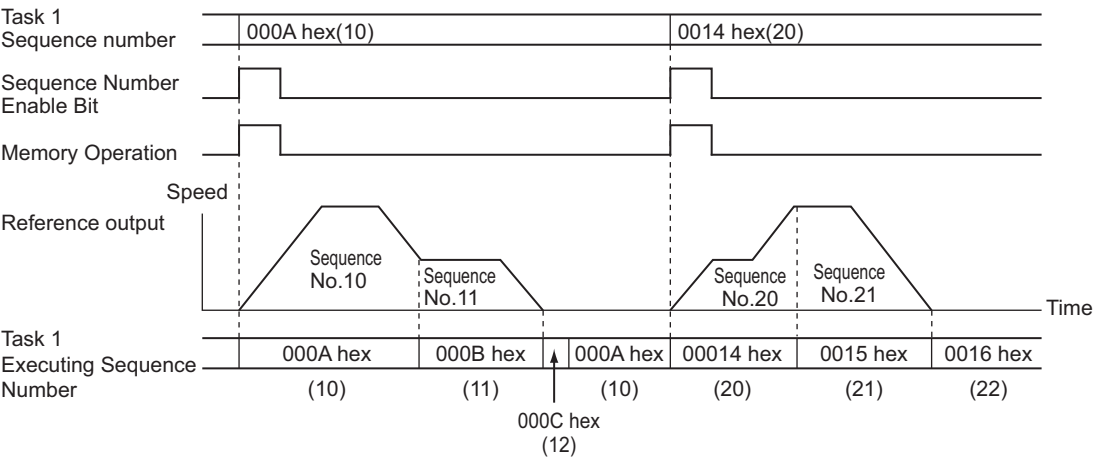 Task 1
Sequence number
000A hex(10)
0014 hex(20)
Sequence Number
Enable Bit
Memory Operation
Speed
Reference output
Sequence
No.10
Sequence
No.11
Sequence
No.20
Sequence
No.21
Time
Task 1
Executing Sequence
Number
000A hex
000B hex
000A hex
00014 hex
0015 hex
0016 hex
(10)
(11)
(10)
(20)
(21)
(22)
000C hex
(12)